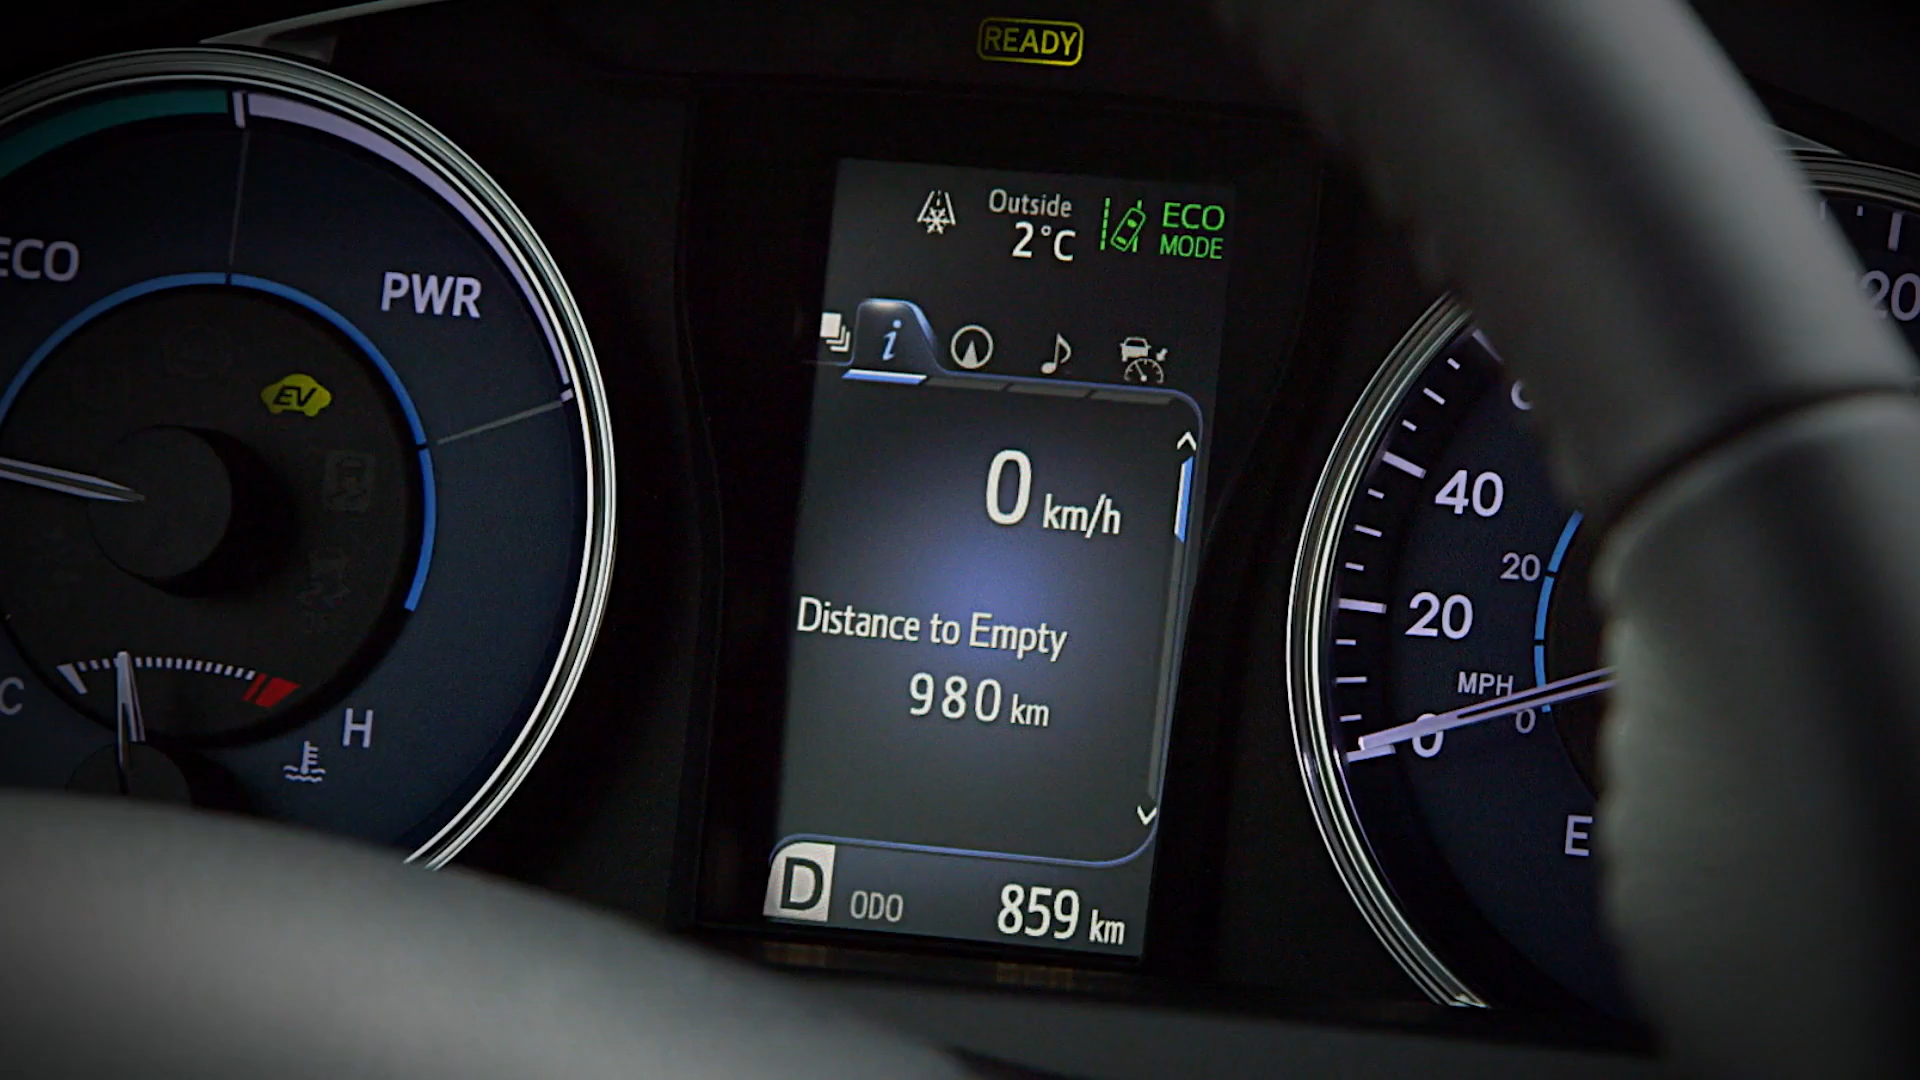 READY
Outside
2°C
ECO
MODE
ECO
PWR
EV
i
0 km/h
Distance to Empty
980 km
C
H
D ODO 859 km
40
20
20
MPH
0
0
E
20